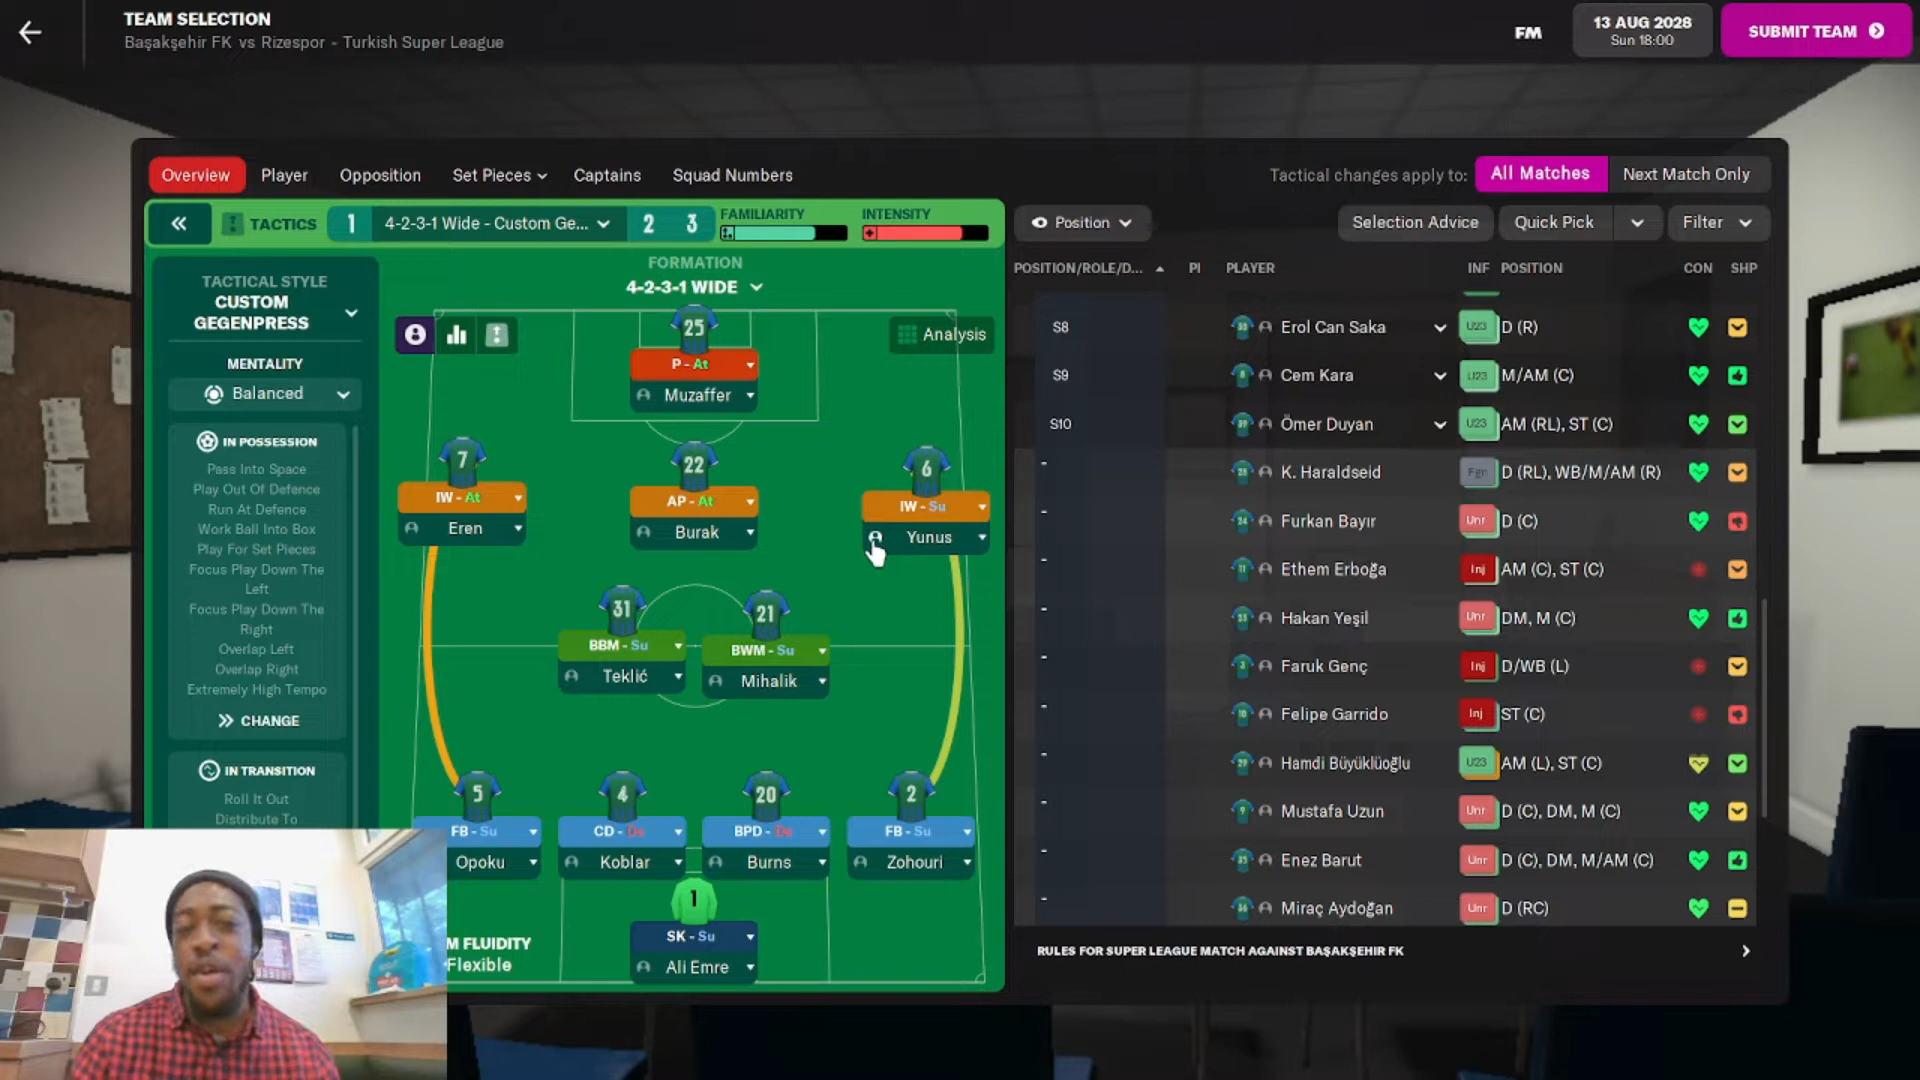 TEAM SELECTION
Başakşehir FK vs Rizespor - Turkish Super League
FM
13 AUG 2028
Sun 18:00
SUBMIT TEAM
Overview
Player
Opposition
Set Pieces
Captains
Squad Numbers
Tactical changes apply to:
All Matches
Next Match Only
TACTICS
1
4-2-3-1 Wide - Custom Ge...
2
3
FAMILIARITY
INTENSITY
Position
Selection Advice
Quick Pick
Filter
TACTICAL STYLE
CUSTOM
GEGENPRESS
MENTALITY
Balanced
IN POSSESSION
Pass Into Space
Play Out Of Defence
Run At Defence
Work Ball Into Box
Play For Set Pieces
Focus Play Down The
Left
Focus Play Down The
Right
Overlap Left
Overlap Right
Extremely High Tempo
CHANGE
IN TRANSITION
Roll It Out
Distribute To
FORMATION
4-2-3-1 WIDE
Analysis
25
P - At
Muzaffer
7
IW - At
Eren
22
AP - At
Burak
6
IW - Su
Yunus
31
BBM - Su
Teklić
21
BWM - Su
Mihalik
5
FB - Su
Opoku
4
CD - De
Koblar
20
BPD - De
Burns
2
FB - Su
Zohouri
1
SK - Su
Ali Emre
M FLUIDITY
Flexible
POSITION/ROLE/D... PI PLAYER INF POSITION CON SHP
S8 Erol Can Saka U23 D (R)
S9 Cem Kara U23 M/AM (C)
S10 Ömer Duyan U23 AM (RL), ST (C)
- K. Haraldseid Fgn D (RL), WB/M/AM (R)
- Furkan Bayır Unr D (C)
- Ethem Erboğa Inj AM (C), ST (C)
- Hakan Yeşil Unr DM, M (C)
- Faruk Genç Inj D/WB (L)
- Felipe Garrido Inj ST (C)
- Hamdi Büyüklüoğlu U23 AM (L), ST (C)
- Mustafa Uzun Unr D (C), DM, M (C)
- Enez Barut Unr D (C), DM, M/AM (C)
- Miraç Aydoğan Unr D (RC)
RULES FOR SUPER LEAGUE MATCH AGAINST BAŞAKŞEHIR FK